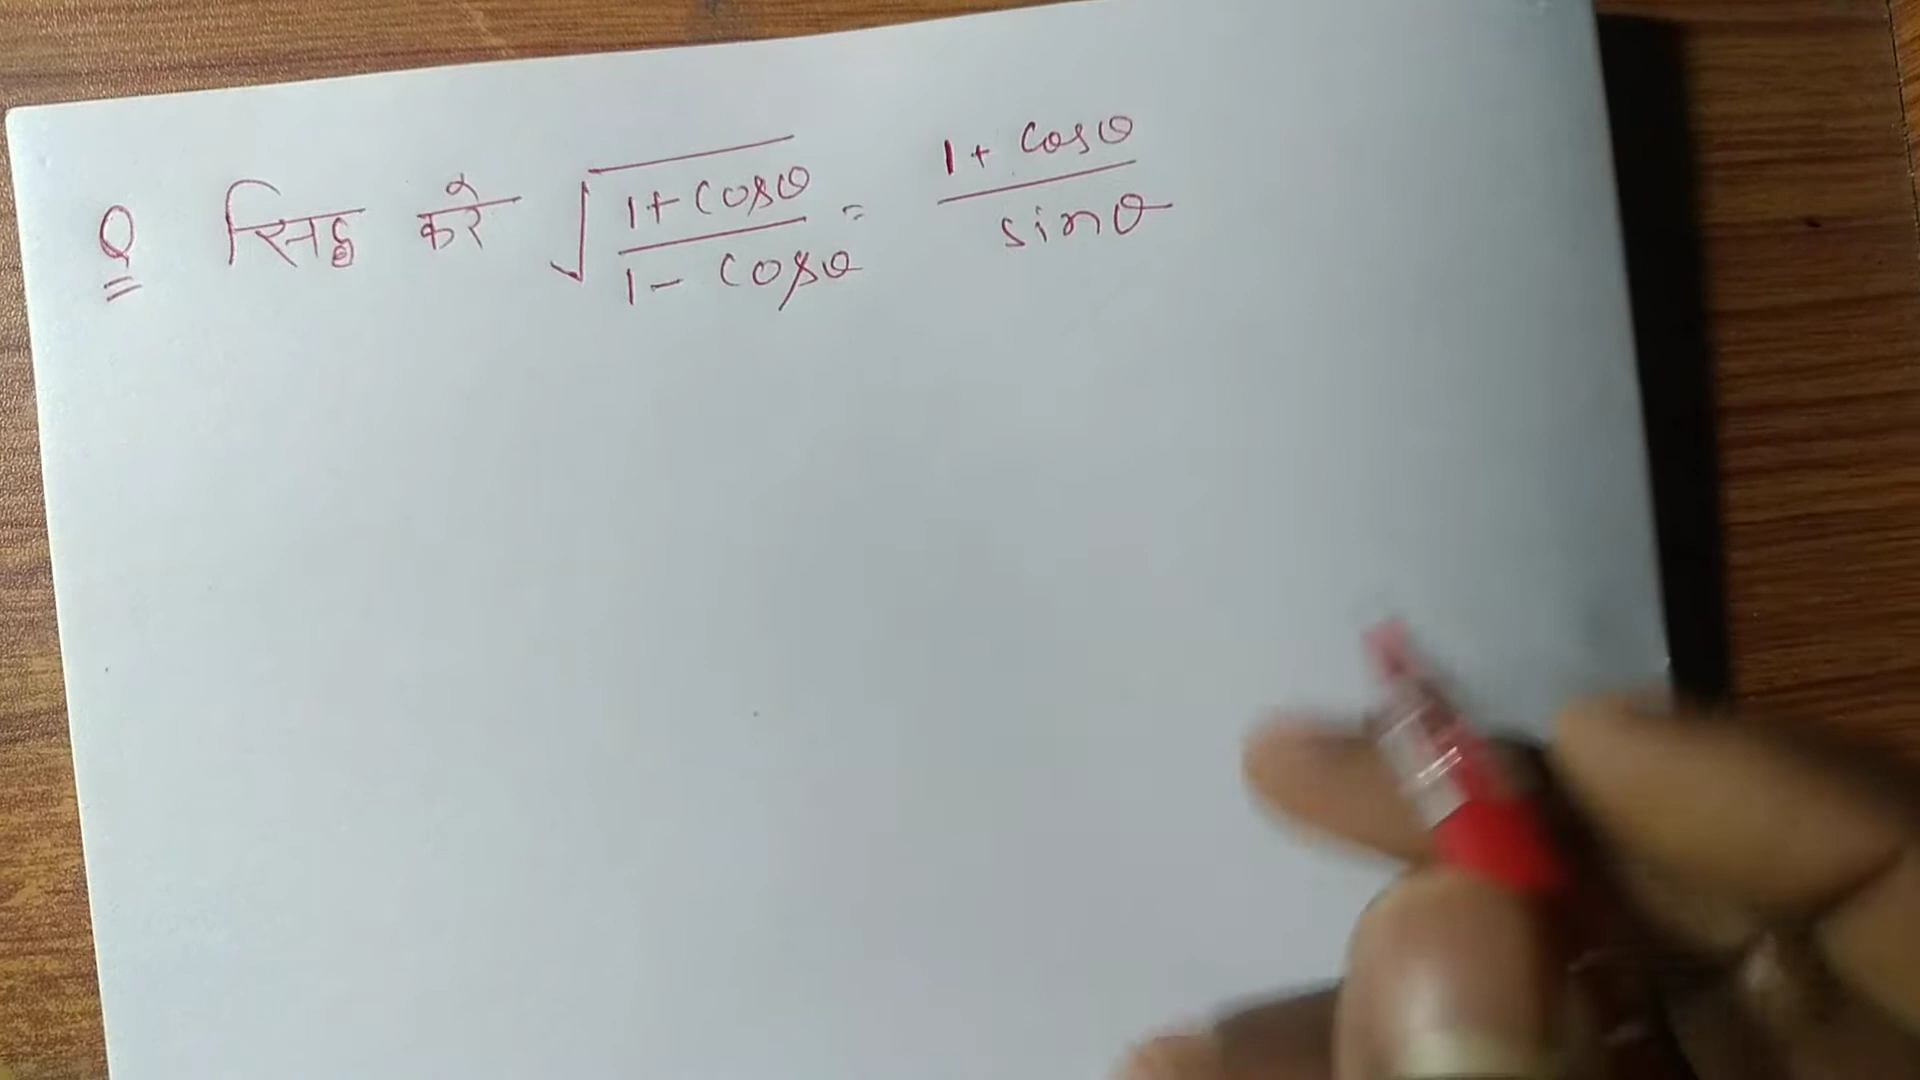 Q सिद्ध करे √(1+cosθ / 1-cosθ) = 1+cosθ / sinθ